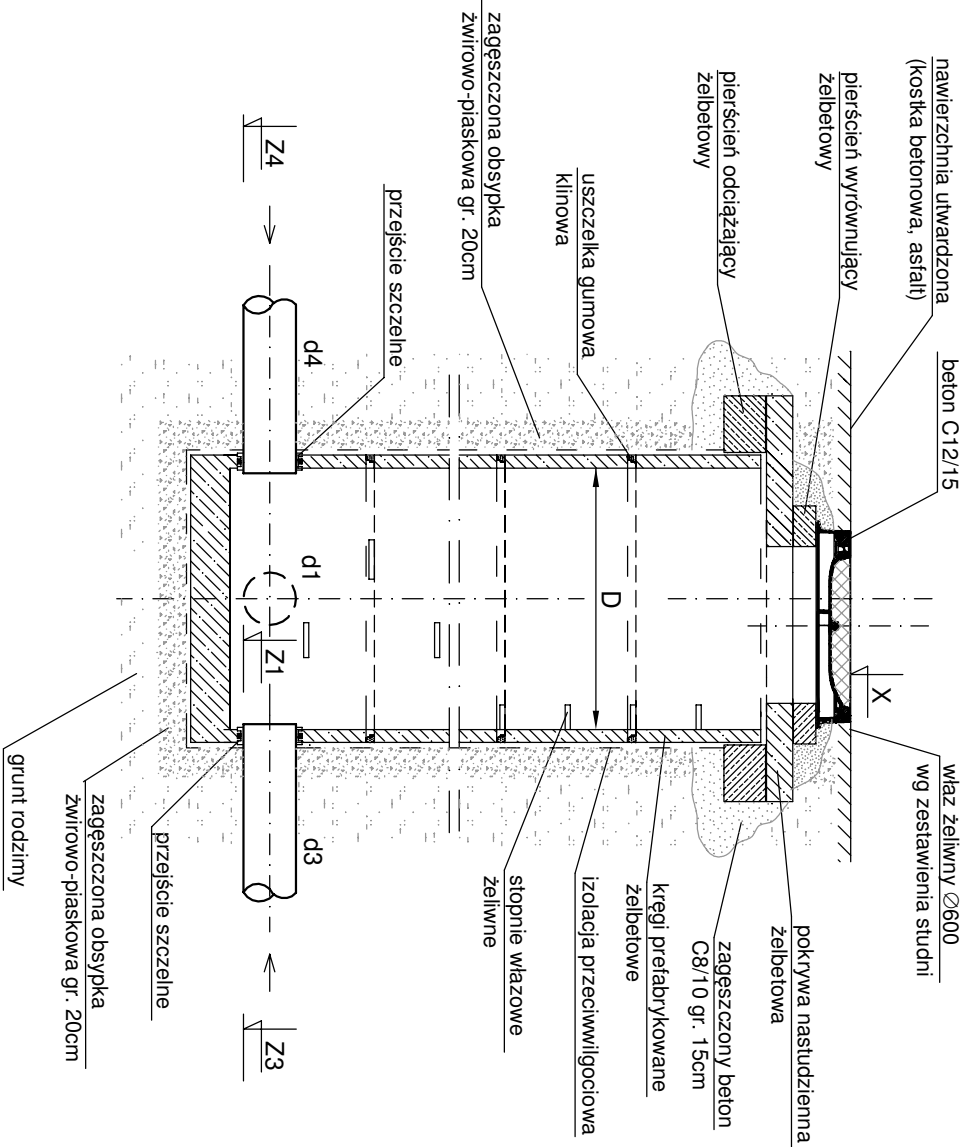 nawierzchnia utwardzona
(kostka betonowa, asfalt)
pierścień wyrównujący
żelbetowy
pierścień odciążający
żelbetowy
uszczelka gumowa
klinowa
zagęszczona obsypka
żwirowo-piaskowa gr. 20cm
przejście szczelne
Z4
d4
beton C12/15
X
D
d1
Z1
d3
Z3
właz żeliwny ∅600
wg zestawienia studni
pokrywa nastudzienna
żelbetowa
zagęszczony beton
C8/10 gr. 15cm
kręgi prefabrykowane
żelbetowe
izolacja przeciwwilgociowa
stopnie włazowe
żeliwne
przejście szczelne
zagęszczona obsypka
żwirowo-piaskowa gr. 20cm
grunt rodzimy